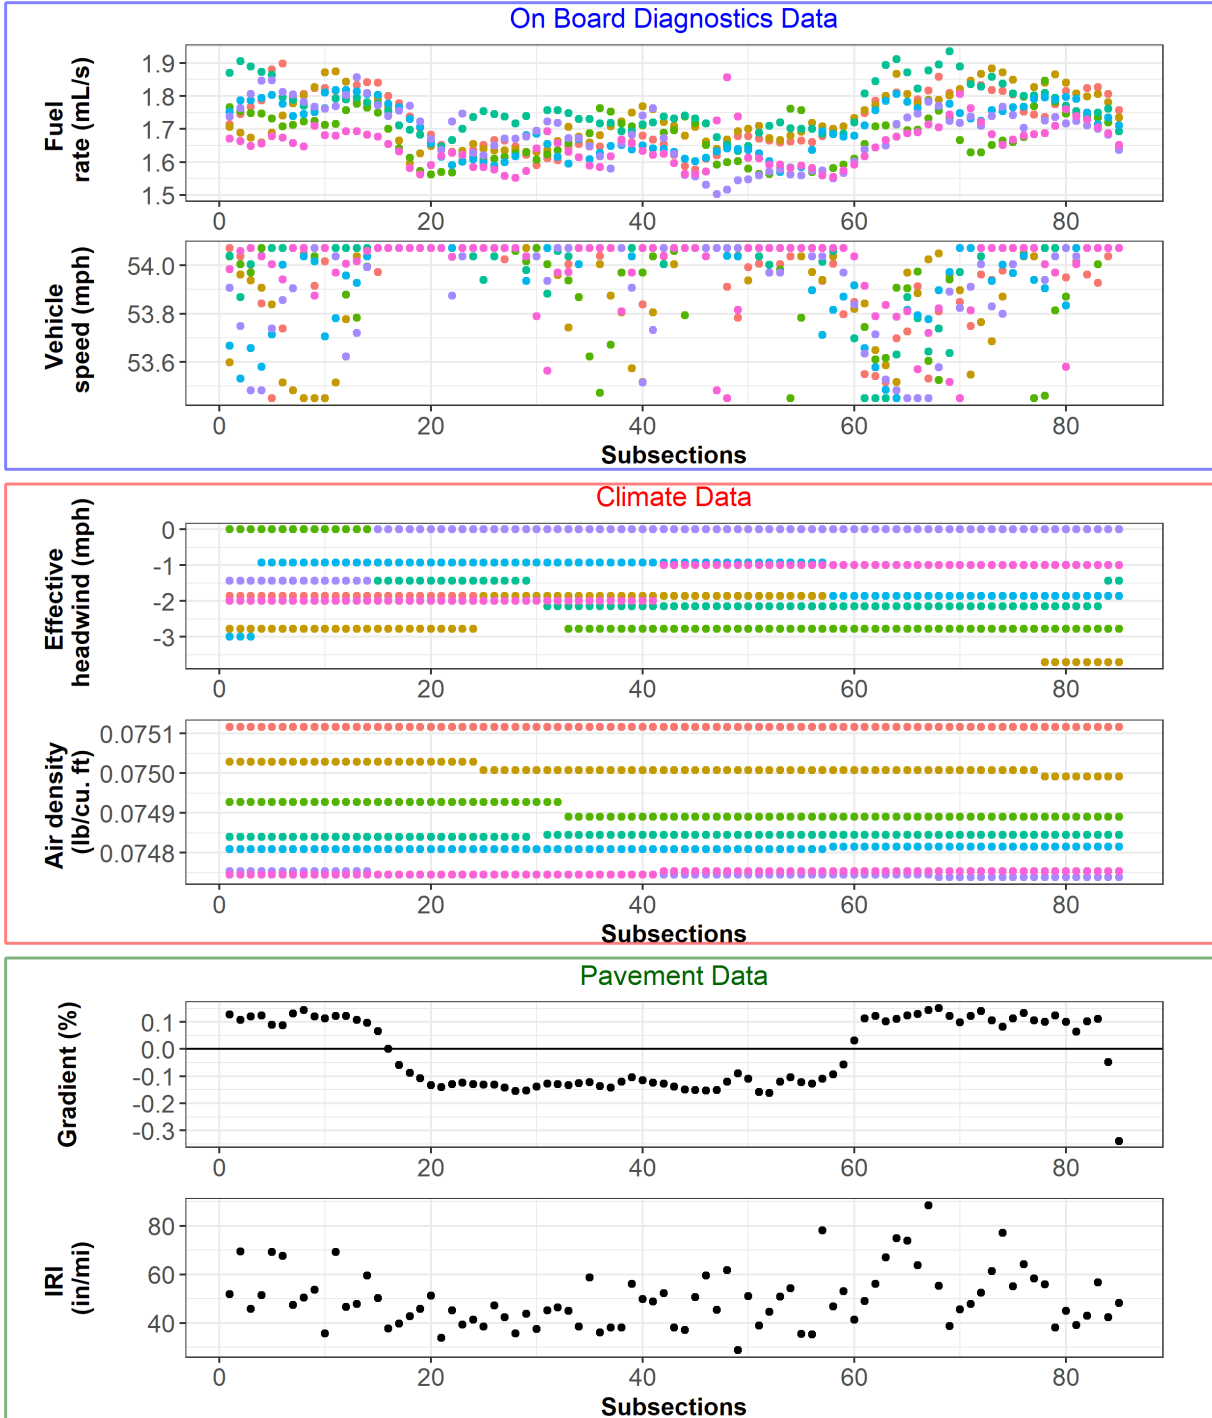 On Board Diagnostics Data
Fuel
rate (mL/s)
1.9
1.8
1.7
1.6
1.5
0 20 40 60 80
Vehicle
speed (mph)
54.0
53.8
53.6
0 20 40 60 80
Subsections
Climate Data
Effective
headwind (mph)
0
-1
-2
-3
0 20 40 60 80
Air density
(lb/cu. ft)
0.0751
0.0750
0.0749
0.0748
0 20 40 60 80
Subsections
Pavement Data
Gradient (%)
0.1
0.0
-0.1
-0.2
-0.3
0 20 40 60 80
IRI
(in/mi)
80
60
40
0 20 40 60 80
Subsections